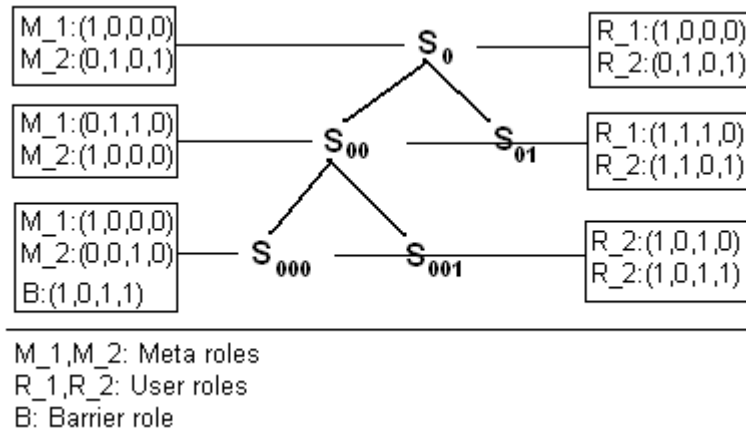 M_1:(1,0,0,0)
M_2:(0,1,0,1)
S0
R_1:(1,0,0,0)
R_2:(0,1,0,1)
M_1:(0,1,1,0)
M_2:(1,0,0,0)
S00
S01
R_1:(1,1,1,0)
R_2:(1,1,0,1)
M_1:(1,0,0,0)
M_2:(0,0,1,0)
B:(1,0,1,1)
S000
S001
R_2:(1,0,1,0)
R_2:(1,0,1,1)
M_1,M_2: Meta roles
R_1,R_2: User roles
B: Barrier role